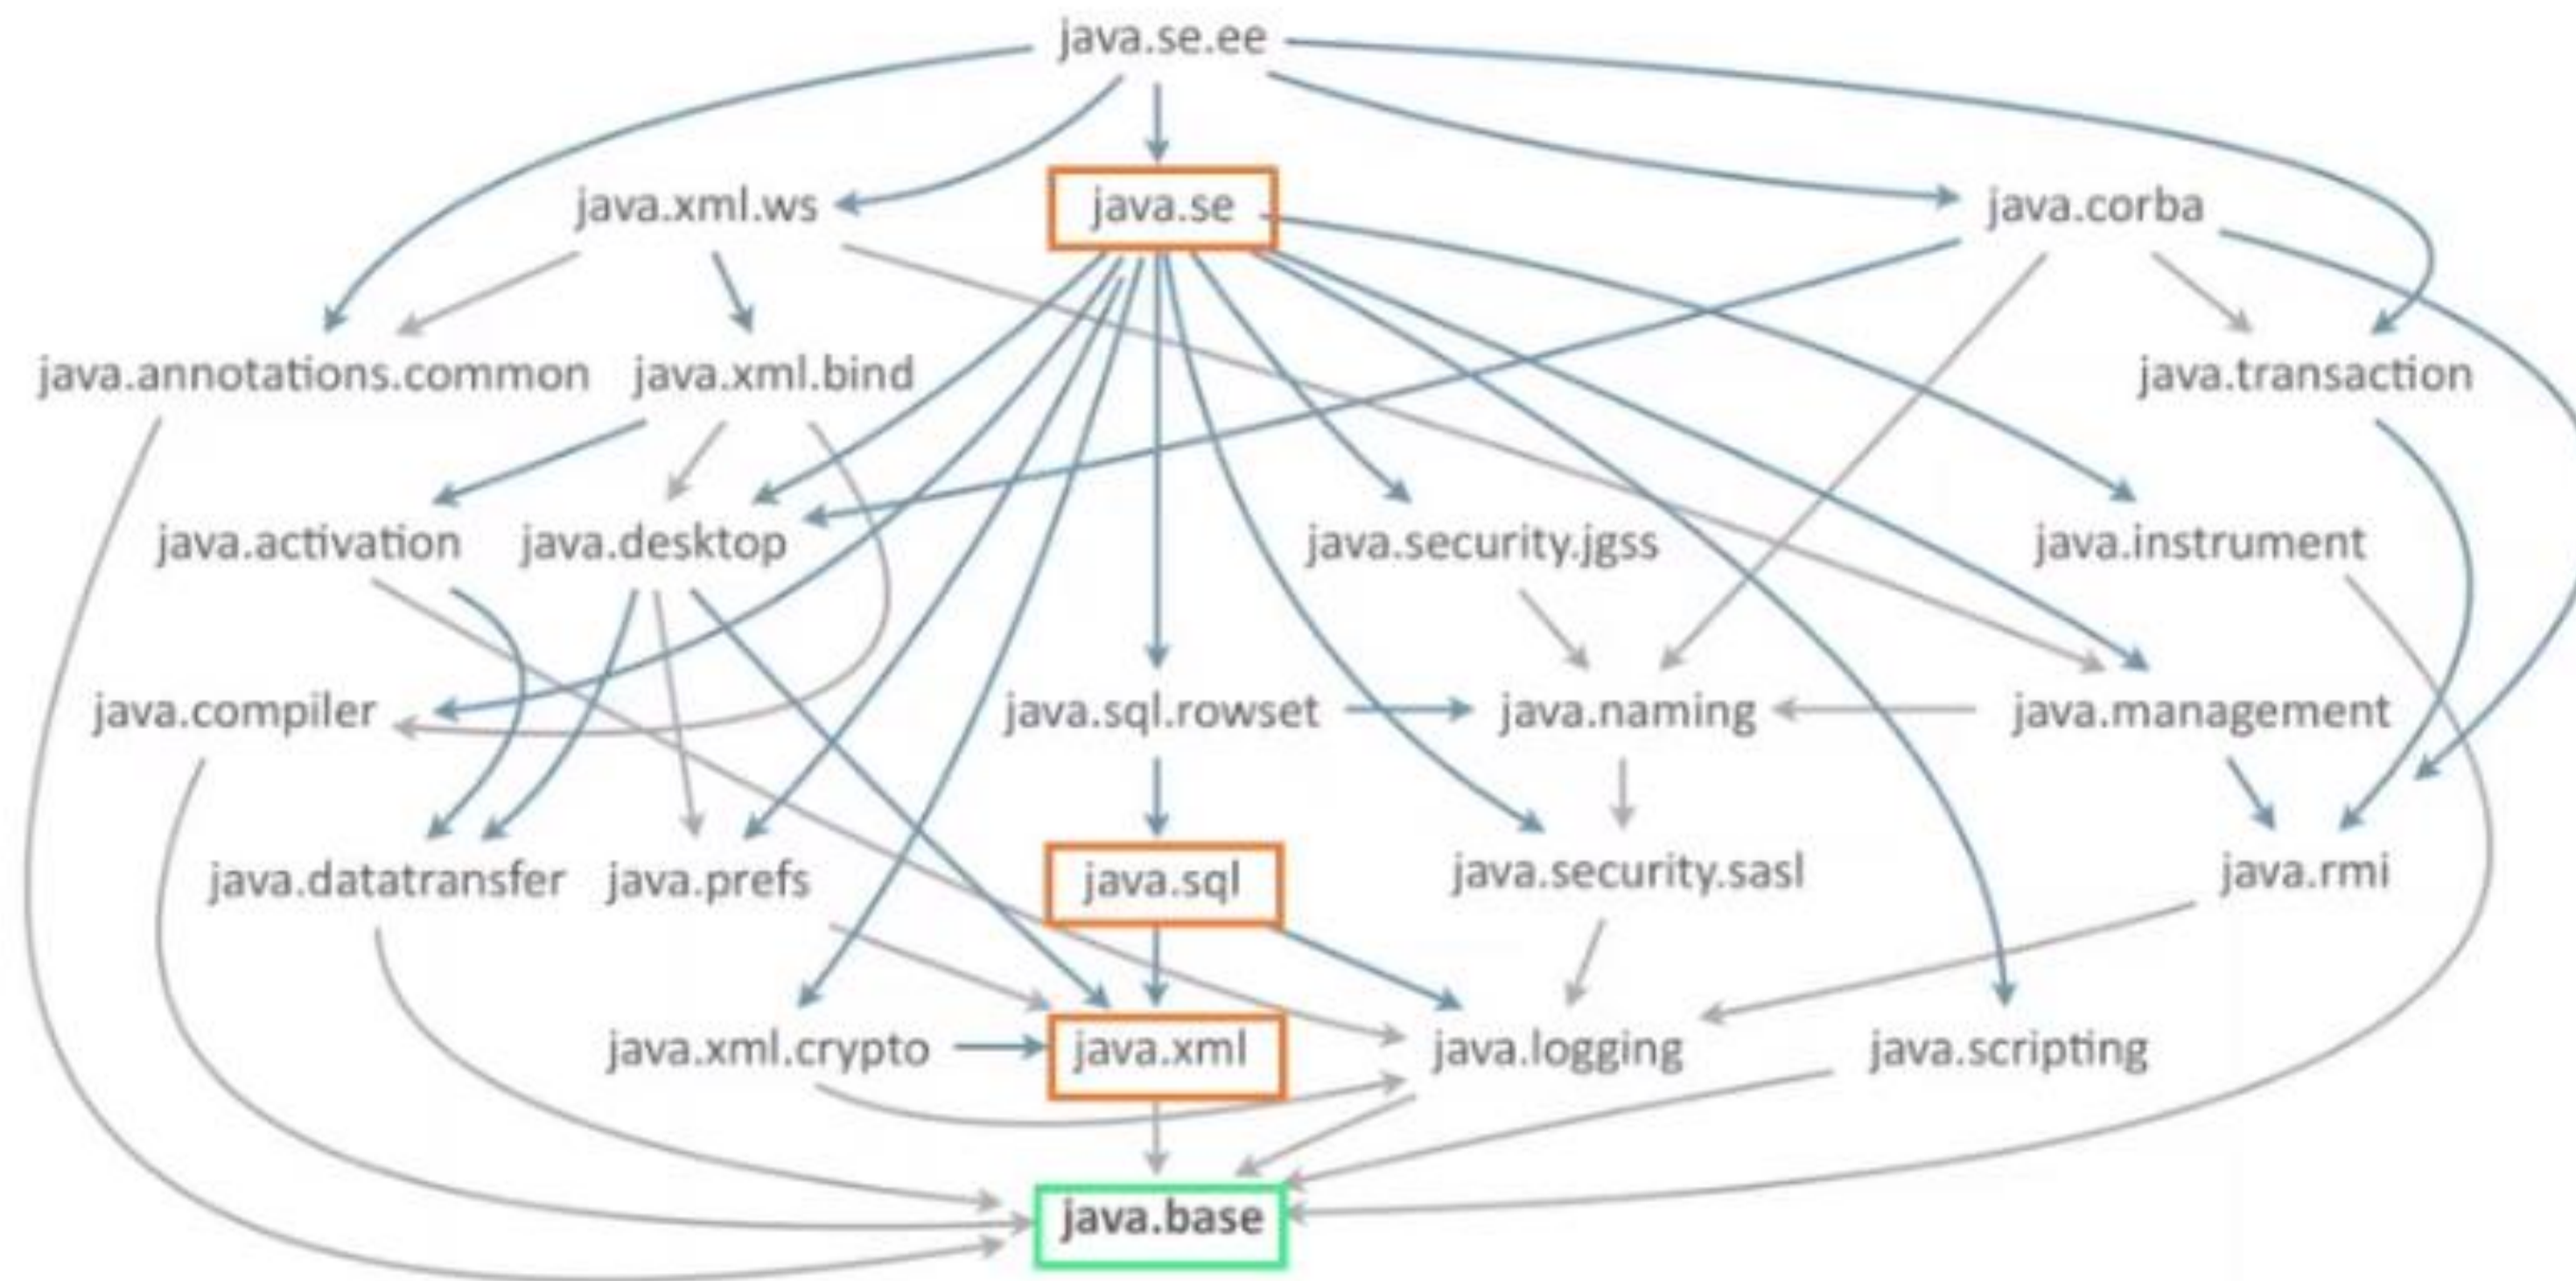 java.se.ee
java.xml.ws
java.se
java.corba
java.annotations.common
java.xml.bind
java.transaction
java.activation
java.desktop
java.security.jgss
java.instrument
java.compiler
java.sql.rowset
java.naming
java.management
java.datatransfer
java.prefs
java.sql
java.security.sasl
java.rmi
java.xml.crypto
java.xml
java.logging
java.scripting
java.base